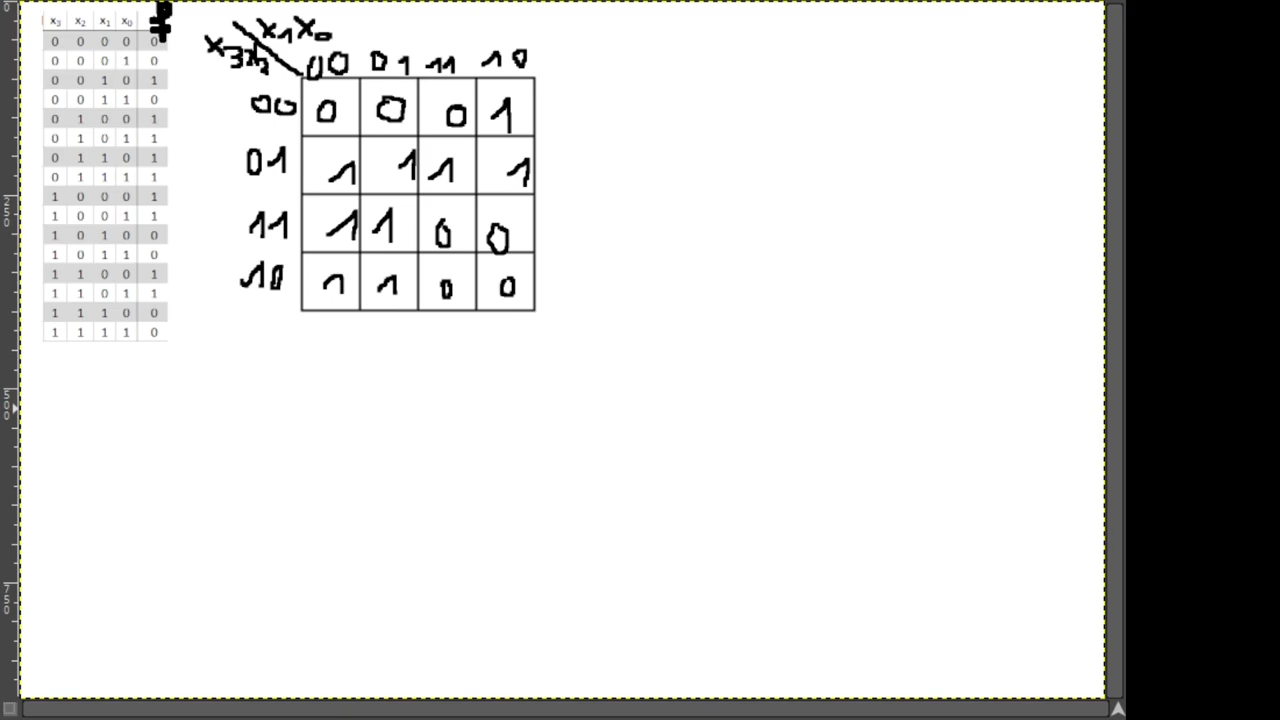 x₃ x₂ x₁ x₀
0 0 0 0 0
0 0 0 1 0
0 0 1 0 1
0 0 1 1 0
0 1 0 0 1
0 1 0 1 1
0 1 1 0 1
0 1 1 1 1
1 0 0 0 1
1 0 0 1 1
1 0 1 0 0
1 0 1 1 0
1 1 0 0 1
1 1 0 1 1
1 1 1 0 0
1 1 1 1 0
x₁x₀
x₃x₂
00 01 11 10
00 0 0 0 1
01 1 1 1 1
11 1 1 0 0
10 1 1 0 0
0
250
500
750